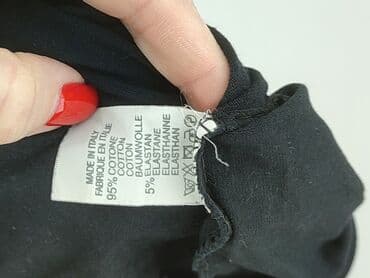 MADE IN ITALY
FABRIQUE EN ITALIE
95% COTONE
COTTON
COTON
BAUMWOLLE
5% ELASTAN
ELASTANE
ELASTHANNE
ELASTHAN